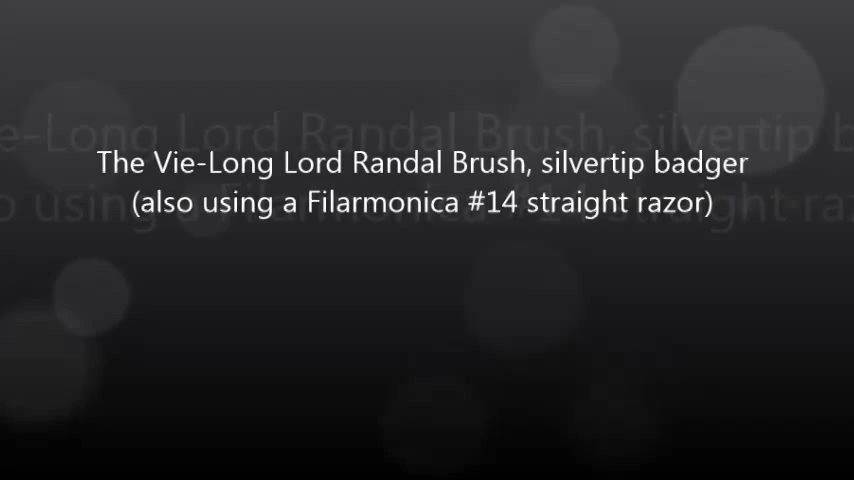 The Vie-Long Lord Randal Brush, silvertip badger
(also using a Filarmonica #14 straight razor)